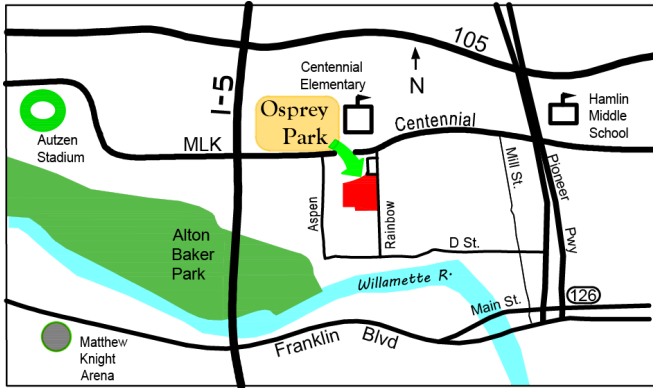 105
I-5
Centennial
Elementary
N
Osprey
Park
Hamlin
Middle
School
Autzen
Stadium
MLK
Centennial
Mill St.
Pioneer
Pwy
Aspen
Rainbow
Alton
Baker
Park
D St.
Willamette R.
Main St.
126
Matthew
Knight
Arena
Franklin Blvd